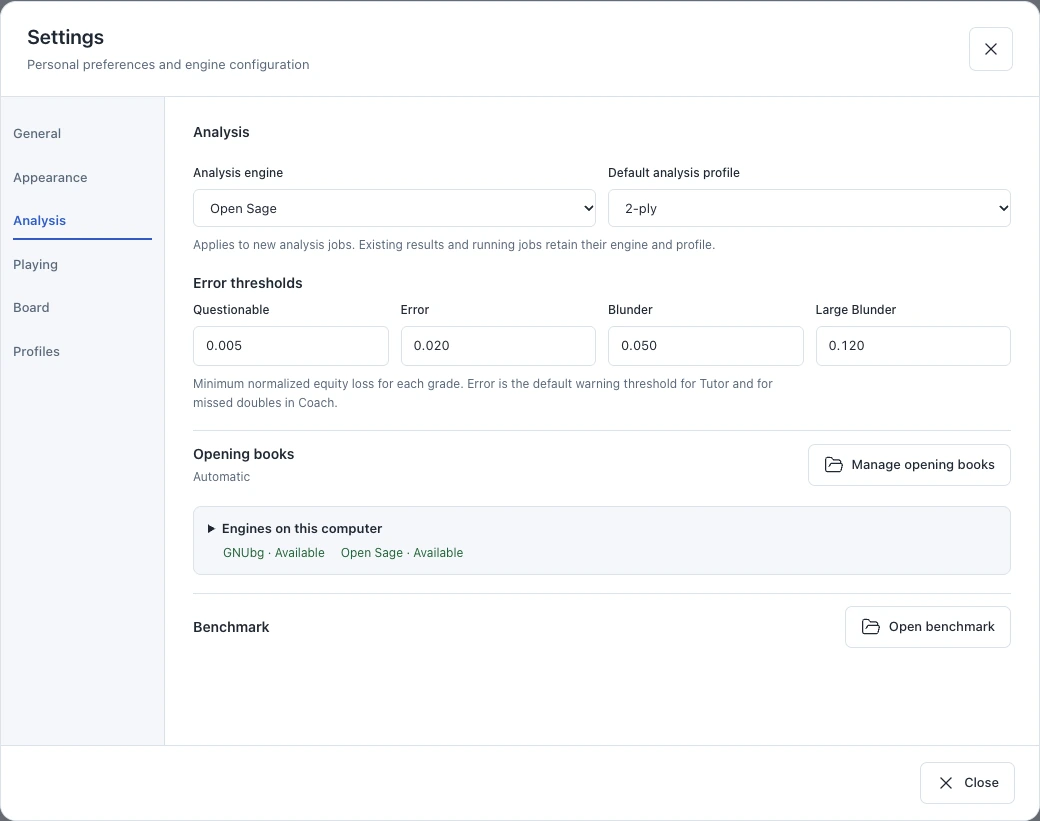 Settings
Personal preferences and engine configuration
General
Appearance
Analysis
Playing
Board
Profiles
Analysis
Analysis engine
Default analysis profile
Open Sage
2-ply
Applies to new analysis jobs. Existing results and running jobs retain their engine and profile.
Error thresholds
Questionable
Error
Blunder
Large Blunder
0.005
0.020
0.050
0.120
Minimum normalized equity loss for each grade. Error is the default warning threshold for Tutor and for
missed doubles in Coach.
Opening books
Automatic
Manage opening books
Engines on this computer
GNUbg · Available
Open Sage · Available
Benchmark
Open benchmark
Close